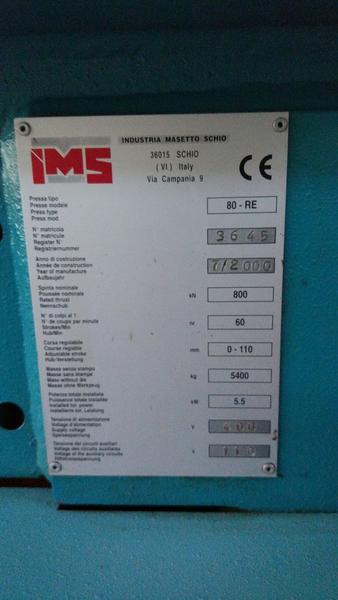 IMS
INDUSTRIA MASETTO SCHIO
36015 SCHIO
(VI) Italy
Via Campania 9
CE
Pressa tipo
Presse modele
Press type
Press mod
80 - RE
N° matricola
N° matricule
Register N°
Registriernummer
3645
Anno di costruzione
Année de construction
Year of manufacture
Aufbaujahr
7/2000
Spinta nominale
Poussée nominale
Rated thrust
Nennschub
kN
800
N° di colpi al 1'
N° de coups par minute
Strokes/Min
Hub/Min
nr
60
Corsa regolabile
Course reglable
Adjustable stroke
Hub-Verstellung
mm
0 - 110
Massa senza stampo
Masse sans stampe
Mass without die
Masse ohne Werkzeug
kg
5400
Potenza totale installata
Puissance totale installee
Installed tot. power
Installierte tot. Leistung
kW
5.5
Tensione d'alimentazione
Voltage d'alimentation
Supply voltage
Speisespannung
V
400
Tensione dei circuiti ausiliari
Voltage des circuits auxiliaires
Voltage of the auxiliary circuits
Hilfskreisspannung
V
110